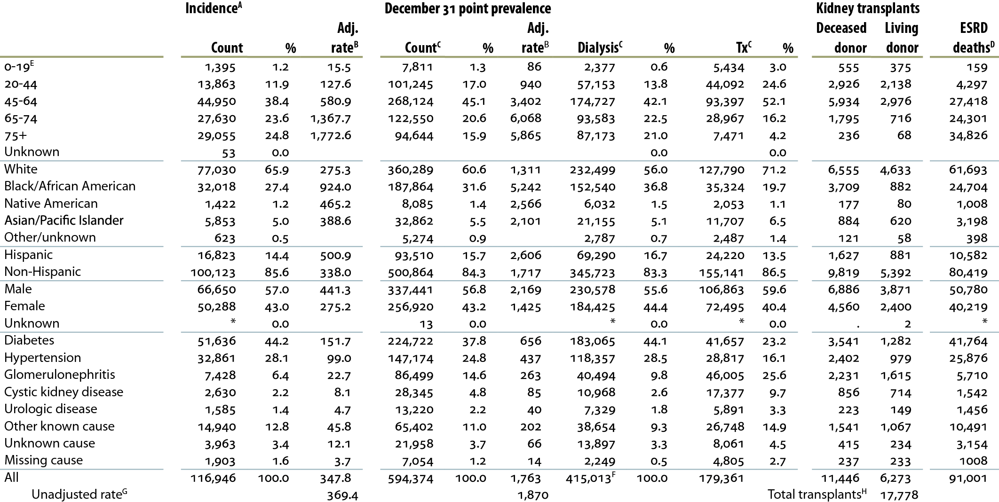 Incidenceᴬ December 31 point prevalence Kidney transplants
Adj. Adj. Deceased Living ESRD
Count % rateᴮ Countᶜ % rateᴮ Dialysisᶜ % Txᶜ % donor donor deathsᴰ
0-19ᴱ 1,395 1.2 15.5 7,811 1.3 86 2,377 0.6 5,434 3.0 555 375 159
20-44 13,863 11.9 127.6 101,245 17.0 940 57,153 13.8 44,092 24.6 2,926 2,138 4,297
45-64 44,950 38.4 580.9 268,124 45.1 3,402 174,727 42.1 93,397 52.1 5,934 2,976 27,418
65-74 27,630 23.6 1,367.7 122,550 20.6 6,068 93,583 22.5 28,967 16.2 1,795 716 24,301
75+ 29,055 24.8 1,772.6 94,644 15.9 5,865 87,173 21.0 7,471 4.2 236 68 34,826
Unknown 53 0.0 0.0 0.0
White 77,030 65.9 275.3 360,289 60.6 1,311 232,499 56.0 127,790 71.2 6,555 4,633 61,693
Black/African American 32,018 27.4 924.0 187,864 31.6 5,242 152,540 36.8 35,324 19.7 3,709 882 24,704
Native American 1,422 1.2 465.2 8,085 1.4 2,566 6,032 1.5 2,053 1.1 177 80 1,008
Asian/Pacific Islander 5,853 5.0 388.6 32,862 5.5 2,101 21,155 5.1 11,707 6.5 884 620 3,198
Other/unknown 623 0.5 5,274 0.9 2,787 0.7 2,487 1.4 121 58 398
Hispanic 16,823 14.4 500.9 93,510 15.7 2,606 69,290 16.7 24,220 13.5 1,627 881 10,582
Non-Hispanic 100,123 85.6 338.0 500,864 84.3 1,717 345,723 83.3 155,141 86.5 9,819 5,392 80,419
Male 66,650 57.0 441.3 337,441 56.8 2,169 230,578 55.6 106,863 59.6 6,886 3,871 50,780
Female 50,288 43.0 275.2 256,920 43.2 1,425 184,425 44.4 72,495 40.4 4,560 2,400 40,219
Unknown * 0.0 13 0.0 * 0.0 * 0.0 . 2 *
Diabetes 51,636 44.2 151.7 224,722 37.8 656 183,065 44.1 41,657 23.2 3,541 1,282 41,764
Hypertension 32,861 28.1 99.0 147,174 24.8 437 118,357 28.5 28,817 16.1 2,402 979 25,876
Glomerulonephritis 7,428 6.4 22.7 86,499 14.6 263 40,494 9.8 46,005 25.6 2,231 1,615 5,710
Cystic kidney disease 2,630 2.2 8.1 28,345 4.8 85 10,968 2.6 17,377 9.7 856 714 1,542
Urologic disease 1,585 1.4 4.7 13,220 2.2 40 7,329 1.8 5,891 3.3 223 149 1,456
Other known cause 14,940 12.8 45.8 65,402 11.0 202 38,654 9.3 26,748 14.9 1,541 1,067 10,491
Unknown cause 3,963 3.4 12.1 21,958 3.7 66 13,897 3.3 8,061 4.5 415 234 3,154
Missing cause 1,903 1.6 3.7 7,054 1.2 14 2,249 0.5 4,805 2.7 237 233 1008
All 116,946 100.0 347.8 594,374 100.0 1,763 415,013ꟳ 100.0 179,361 11,446 6,273 91,001
Unadjusted rateᴳ 369.4 1,870 Total transplantsᴴ 17,778